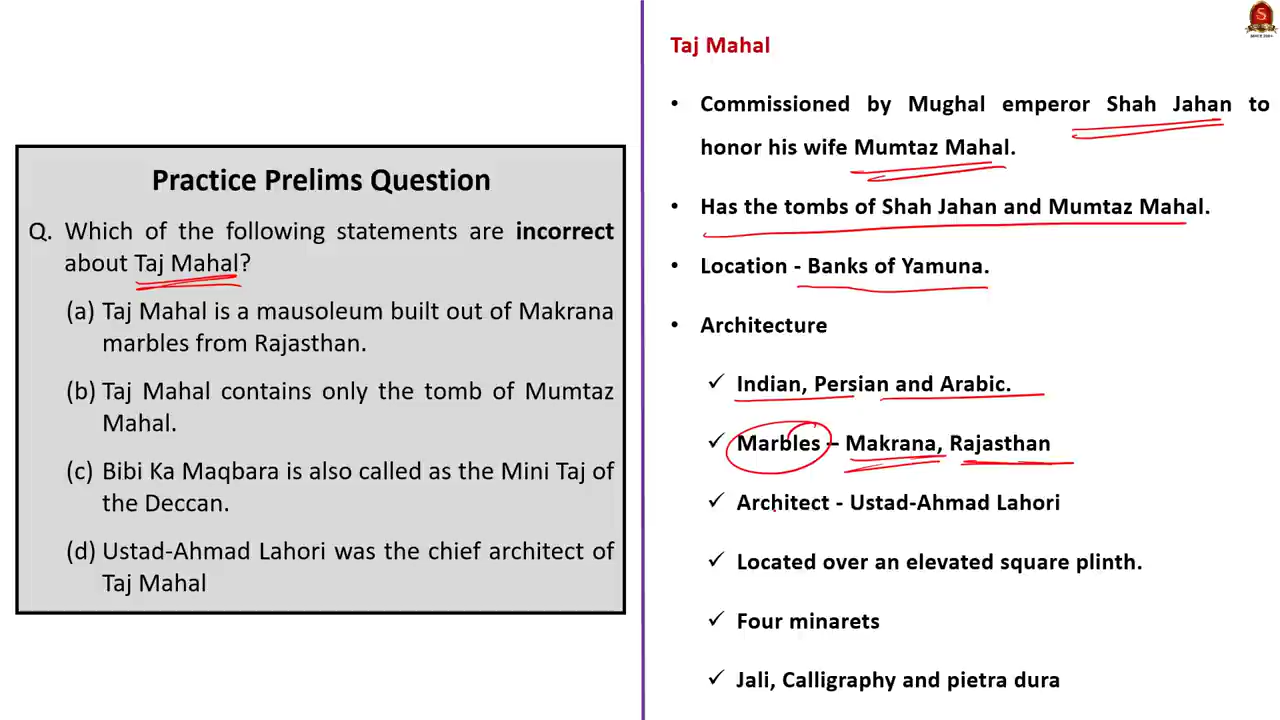 Practice Prelims Question
Q. Which of the following statements are incorrect
about Taj Mahal?
(a) Taj Mahal is a mausoleum built out of Makrana
marbles from Rajasthan.
(b) Taj Mahal contains only the tomb of Mumtaz
Mahal.
(c) Bibi Ka Maqbara is also called as the Mini Taj of
the Deccan.
(d) Ustad-Ahmad Lahori was the chief architect of
Taj Mahal
Taj Mahal
• Commissioned by Mughal emperor Shah Jahan to
honor his wife Mumtaz Mahal.
• Has the tombs of Shah Jahan and Mumtaz Mahal.
• Location - Banks of Yamuna.
• Architecture
✓ Indian, Persian and Arabic.
✓ Marbles – Makrana, Rajasthan
✓ Architect - Ustad-Ahmad Lahori
✓ Located over an elevated square plinth.
✓ Four minarets
✓ Jali, Calligraphy and pietra dura